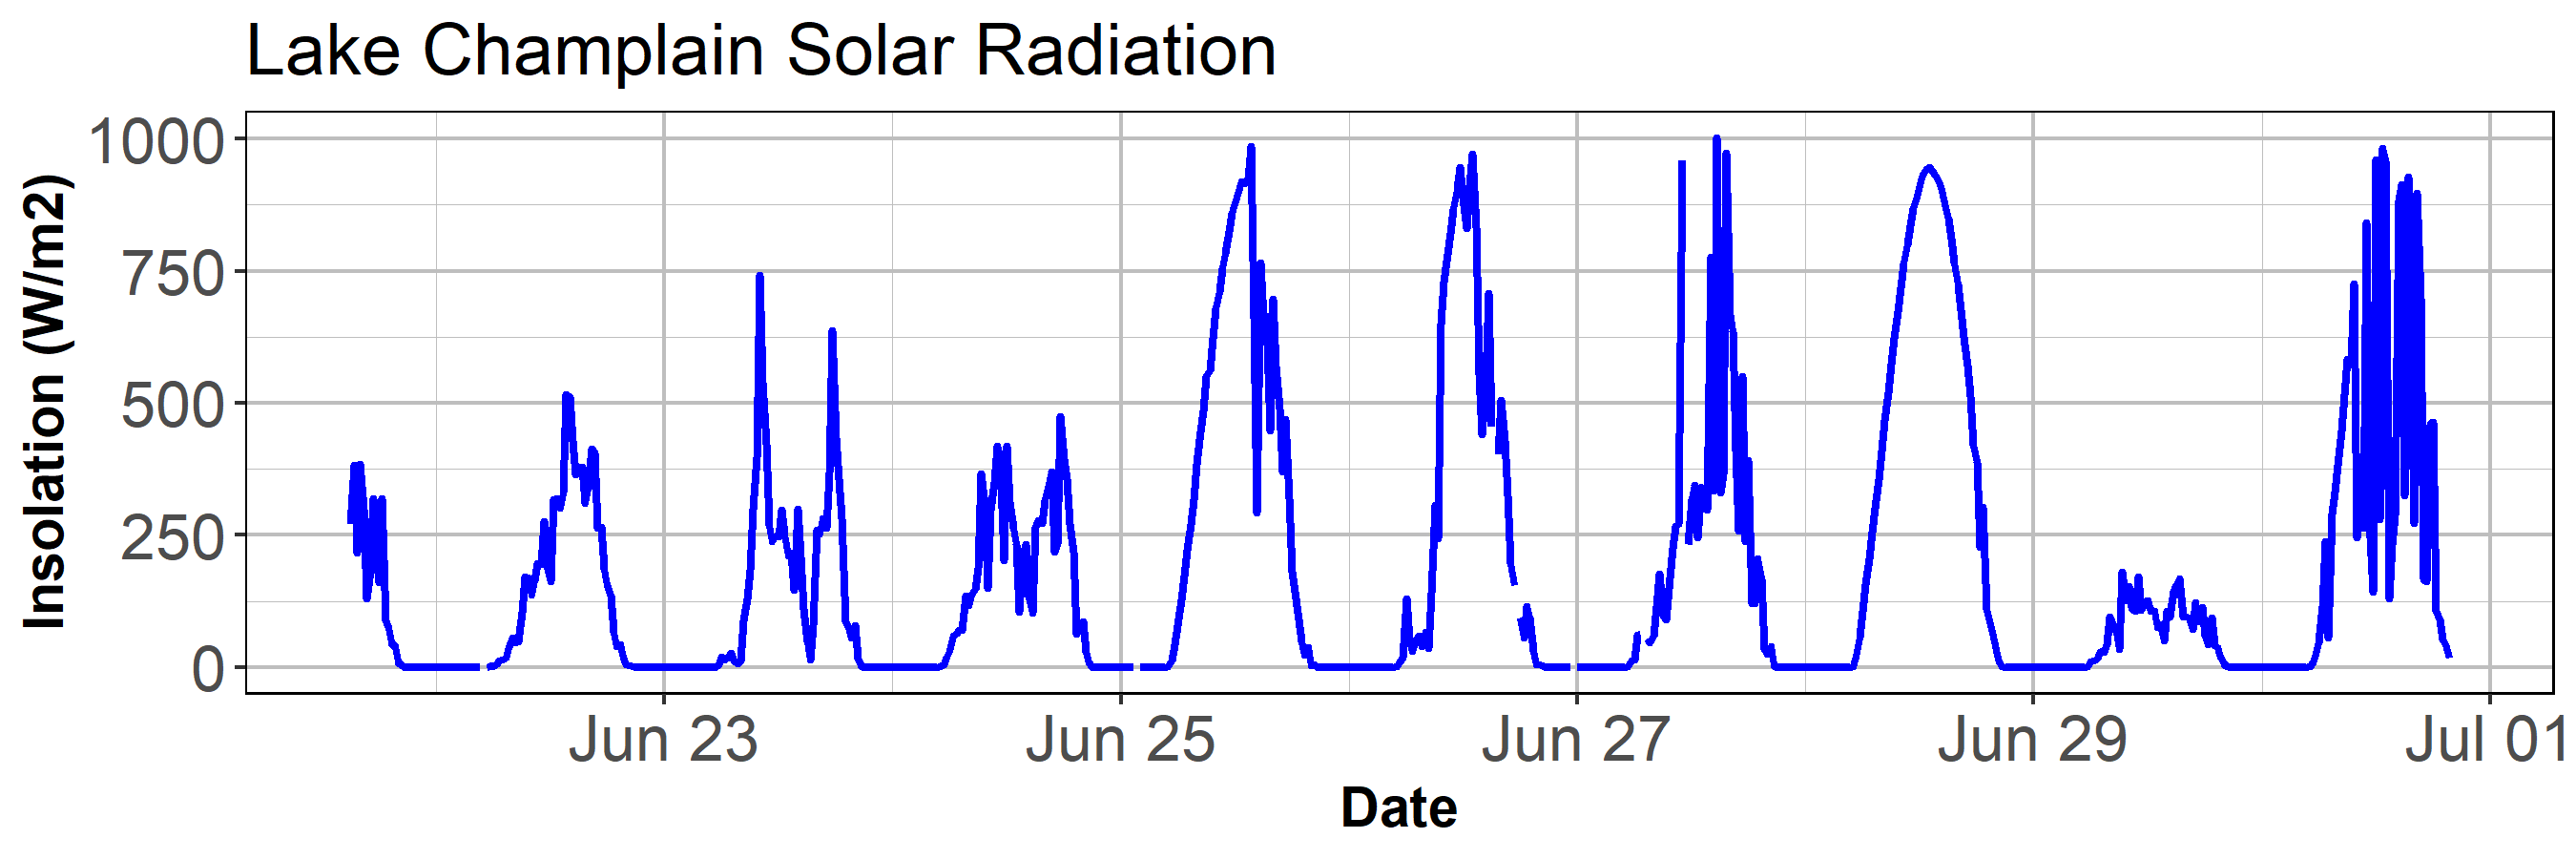 Lake Champlain Solar Radiation
Insolation (W/m2)
1000
750
500
250
0
Jun 23 Jun 25 Jun 27 Jun 29 Jul 01
Date